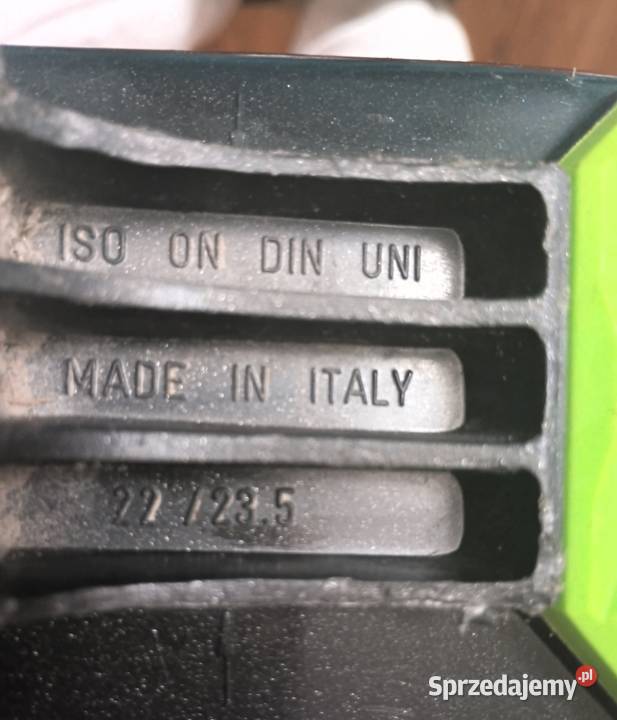 ISO ON DIN UNI
MADE IN ITALY
22 /23.5
Sprzedajemy.pl